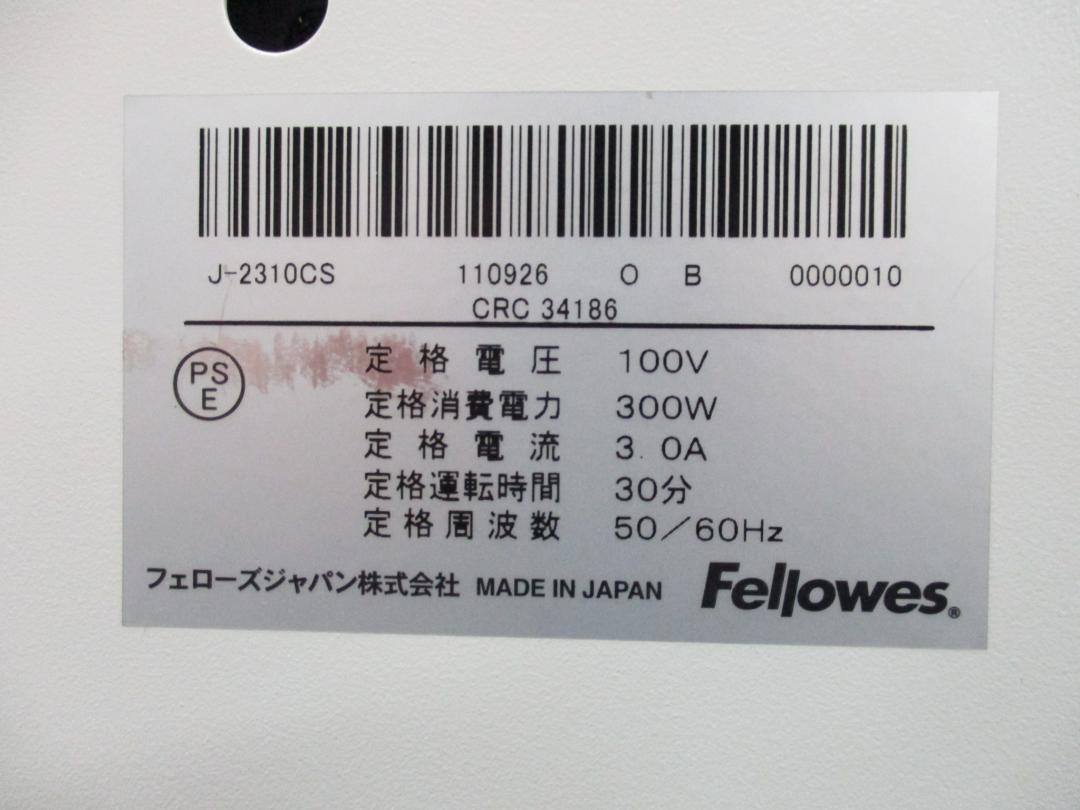 J-2310CS 110926 O B 0000010
CRC 34186
PS
E
定格電圧 100V
定格消費電力 300W
定格電流 3.0A
定格運転時間 30分
定格周波数 50/60Hz
フェローズジャパン株式会社 MADE IN JAPAN Fellowes®